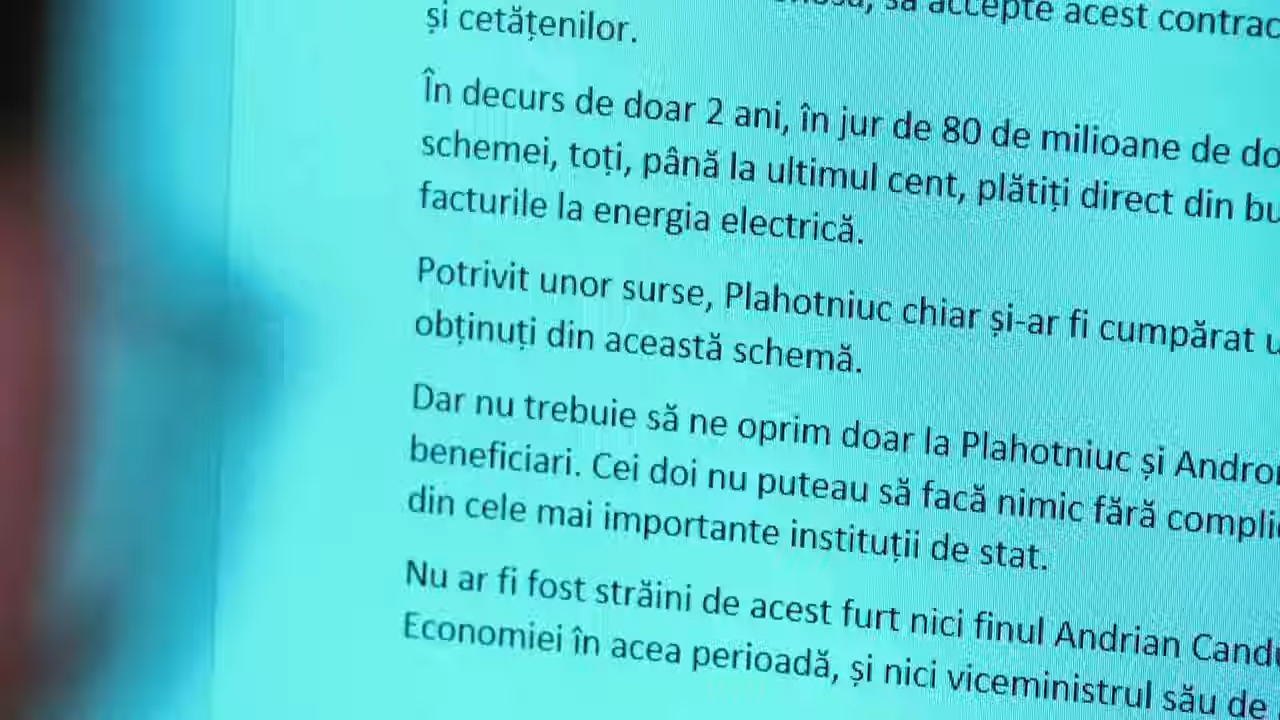 să accepte acest
și cetățenilor.
În decurs de doar 2 ani, în jur de 80 de milioane de
schemei, toți, până la ultimul cent, plătiți direct din
facturile la energia electrică.
Potrivit unor surse, Plahotniuc chiar și-ar fi cumpărat
obținuți din această schemă.
Dar nu trebuie să ne oprim doar la Plahotniuc și
beneficiari. Cei doi nu puteau să facă nimic fără
din cele mai importante instituții de stat.
Nu ar fi fost străini de acest furt nici finul Andrian
Economiei în acea perioadă, și nici viceministrul său de